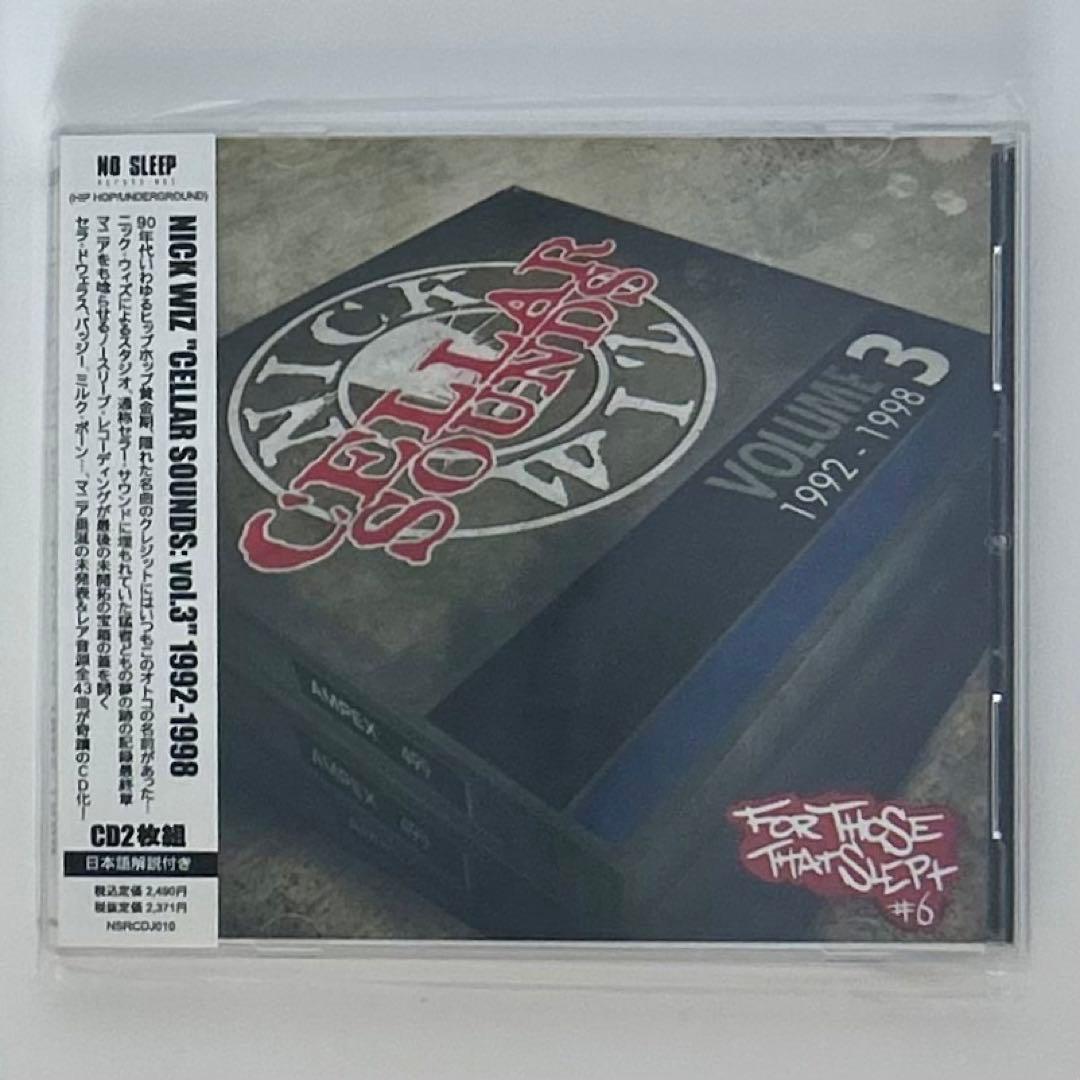 NO SLEEP
RECORDINGS
(HIP HOP/UNDERGROUND)
NICK WIZ "CELLAR SOUNDS: vol.3" 1992-1998
90年代いわゆるヒップホップ黄金期、隠れた名曲のクレジットにはいつもこのオトコの名前があった…
ニック・ウィズによるスタジオ、通称セラー・サウンドに埋もれていた猛者どもの夢の跡の記録最終章
マニアをも唸らせるノースリープ・レコーディングが最後の未開拓の宝箱の蓋を開く
セラ・ドウェラス、パッジー、ミルク・ボーン…、マニア垂涎の未発表&レア音源全43曲が奇蹟のCD化―
CD2枚組
日本語解説付き
税込定価 2,490円
税抜定価 2,371円
NSRCDJ010
NICK WIZ
CELLAR
SOUNDS
VOLUME 3
1992 - 1998
AMPEX 499
AMPEX 499
FOR THOSE
THAT SLEPT
#6